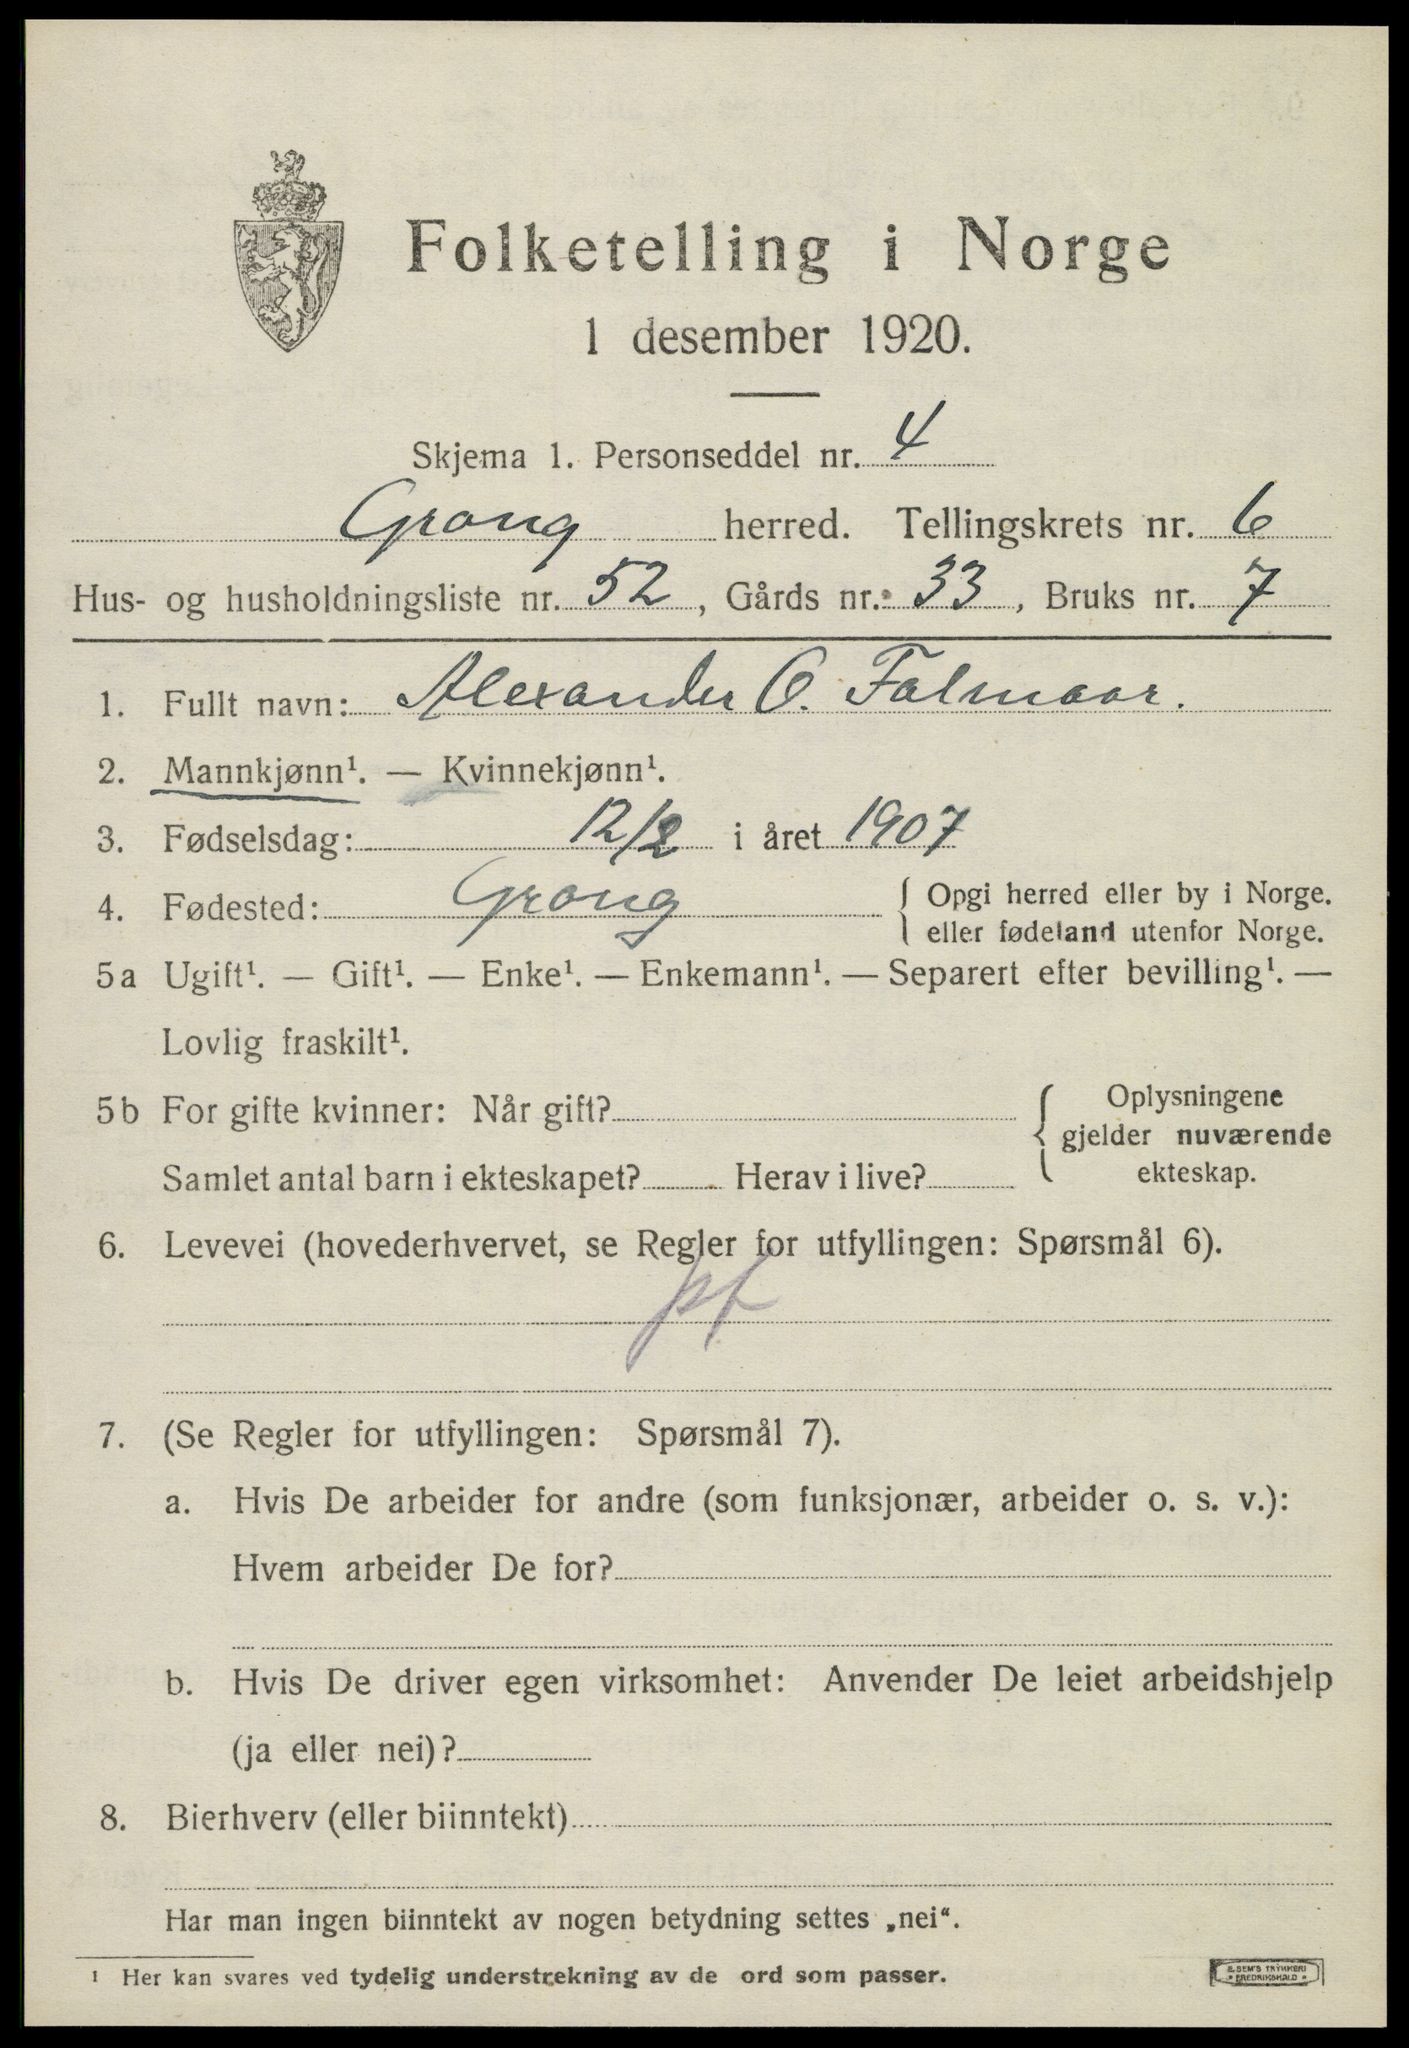 Folketelling i Norge
1 desember 1920.
Skjema 1. Personseddel nr. 4
Grong herred. Tellingskrets nr. 6
Hus- og husholdningsliste nr. 52, Gårds nr. 33, Bruks nr. 7
1. Fullt navn: Alexander O. Falmaar.
2. Mannkjønn¹. — Kvinnekjønn¹.
3. Fødselsdag: 12/2 i året 1907
4. Fødested: Grong { Opgi herred eller by i Norge.
eller fødeland utenfor Norge.
5a Ugift¹. — Gift¹. — Enke¹. — Enkemann¹. — Separert efter bevilling¹. —
Lovlig fraskilt¹.
5b For gifte kvinner: Når gift?
Samlet antal barn i ekteskapet? Herav i live?
{ Oplysningene
gjelder nuværende
ekteskap.
6. Levevei (hovederhvervet, se Regler for utfyllingen: Spørsmål 6).
7. (Se Regler for utfyllingen: Spørsmål 7).
a. Hvis De arbeider for andre (som funksjonær, arbeider o. s. v.):
Hvem arbeider De for?
b. Hvis De driver egen virksomhet: Anvender De leiet arbeidshjelp
(ja eller nei)?
8. Bierhverv (eller biinntekt)
Har man ingen biinntekt av nogen betydning settes „nei“.
¹ Her kan svares ved tydelig understrekning av de ord som passer.
E. SEM'S TRYKKERI
FREDRIKSHALD